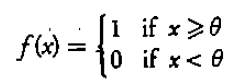 f(x) = { 1 if x ⩾ θ
0 if x < θ